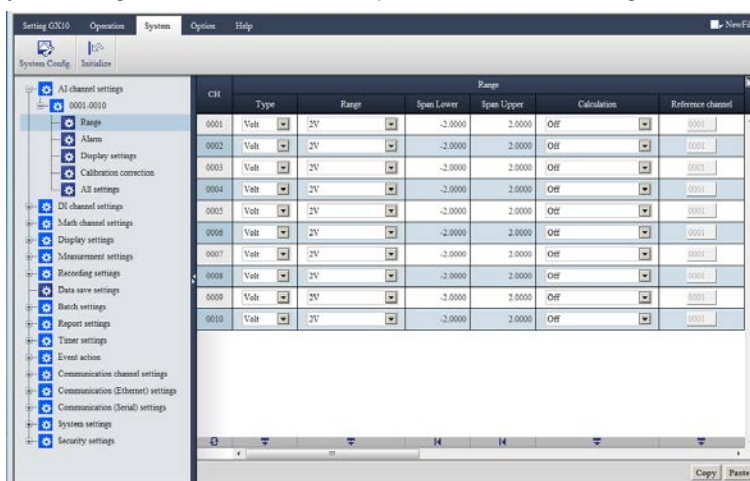 Setting GX10 Operation System Option Help NewFi
System Config. Initialize
AI channel settings
0001-0010
Range
Alarm
Display settings
Calibration correction
All settings
DI channel settings
Math channel settings
Display settings
Measurement settings
Recording settings
Data save settings
Batch settings
Report settings
Timer settings
Event action
Communication channel settings
Communication (Ethernet) settings
Communication (Serial) settings
System settings
Security settings
CH Range
Type Range Span Lower Span Upper Calculation Reference channel
0001 Volt 2V -2.0000 2.0000 Off 0001
0002 Volt 2V -2.0000 2.0000 Off 0001
0003 Volt 2V -2.0000 2.0000 Off 0001
0004 Volt 2V -2.0000 2.0000 Off 0001
0005 Volt 2V -2.0000 2.0000 Off 0001
0006 Volt 2V -2.0000 2.0000 Off 0001
0007 Volt 2V -2.0000 2.0000 Off 0001
0008 Volt 2V -2.0000 2.0000 Off 0001
0009 Volt 2V -2.0000 2.0000 Off 0001
0010 Volt 2V -2.0000 2.0000 Off 0001
Copy Paste